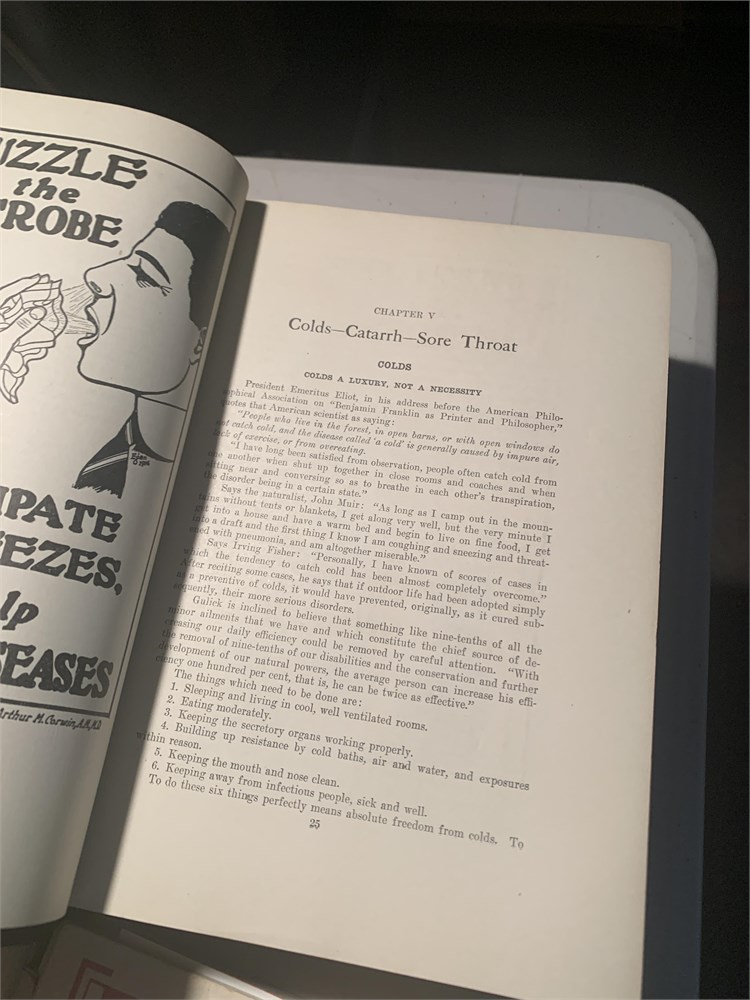 UZZLE
the
TROBE
Elen
IPATE
EEZES,
lp
SEASES
Arthur M. Corwin, A.M., M.D.
CHAPTER V
Colds—Catarrh—Sore Throat
COLDS
COLDS A LUXURY, NOT A NECESSITY
President Emeritus Eliot, in his address before the American Philo-
sophical Association on "Benjamin Franklin as Printer and Philosopher,"
quotes that American scientist as saying:
"People who live in the forest, in open barns, or with open windows do
not catch cold, and the disease called 'a cold' is generally caused by impure air,
lack of exercise, or from overeating.
"I have long been satisfied from observation, people often catch cold from
one another when shut up together in close rooms and coaches and when
sitting near and conversing so as to breathe in each other's transpiration,
the disorder being in a certain state."
Says the naturalist, John Muir: "As long as I camp out in the moun-
tains without tents or blankets, I get along very well, but the very minute I
get into a house and have a warm bed and begin to live on fine food, I get
into a draft and the first thing I know I am coughing and sneezing and threat-
ened with pneumonia, and am altogether miserable."
Says Irving Fisher: "Personally, I have known of scores of cases in
which the tendency to catch cold has been almost completely overcome."
After reciting some cases, he says that if outdoor life had been adopted simply
as a preventive of colds, it would have prevented, originally, as it cured sub-
sequently, their more serious disorders.
Gulick is inclined to believe that something like nine-tenths of all the
minor ailments that we have and which constitute the chief source of de-
creasing our daily efficiency could be removed by careful attention. "With
the removal of nine-tenths of our disabilities and the conservation and further
development of our natural powers, the average person can increase his effi-
ciency one hundred per cent, that is, he can be twice as effective."
The things which need to be done are:
1. Sleeping and living in cool, well ventilated rooms.
2. Eating moderately.
3. Keeping the secretory organs working properly.
4. Building up resistance by cold baths, air and water, and exposures
within reason.
5. Keeping the mouth and nose clean.
6. Keeping away from infectious people, sick and well.
To do these six things perfectly means absolute freedom from colds. To
25